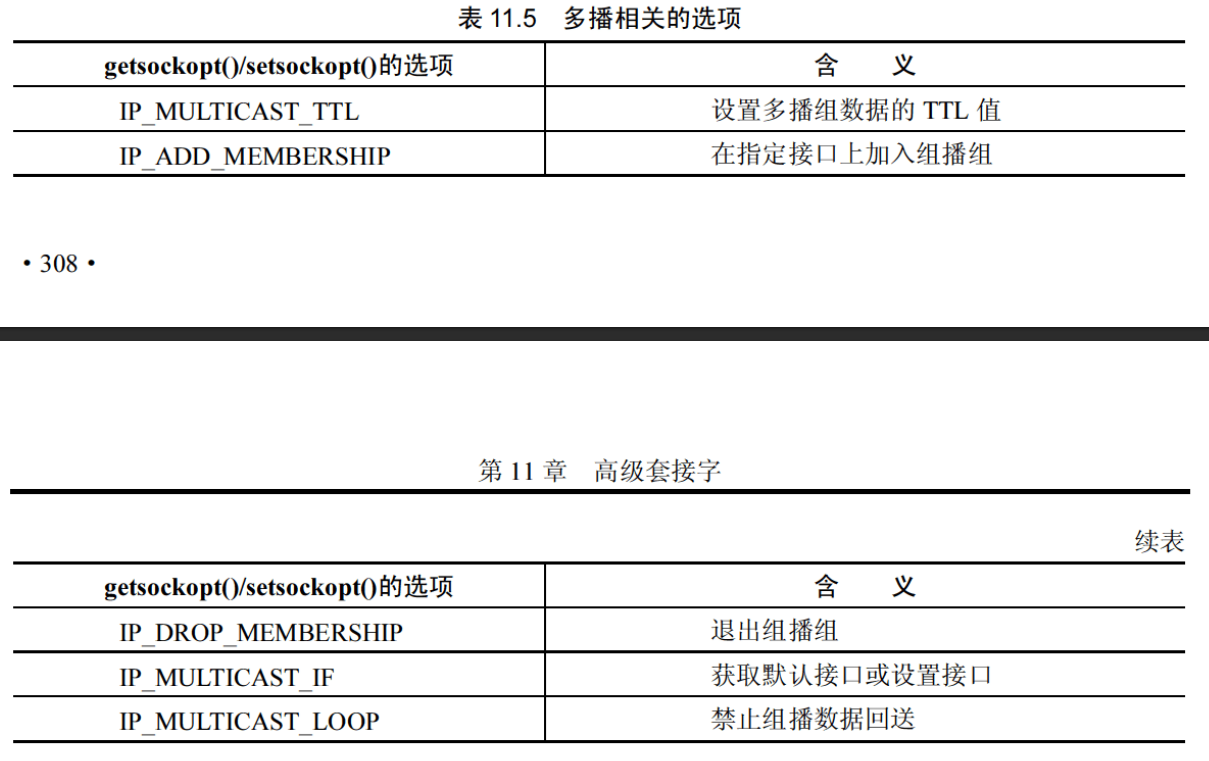 表 11.5 多播相关的选项
getsockopt()/setsockopt()的选项 含 义
IP_MULTICAST_TTL 设置多播组数据的 TTL 值
IP_ADD_MEMBERSHIP 在指定接口上加入组播组
·308·
第 11 章 高级套接字
续表
getsockopt()/setsockopt()的选项 含 义
IP_DROP_MEMBERSHIP 退出组播组
IP_MULTICAST_IF 获取默认接口或设置接口
IP_MULTICAST_LOOP 禁止组播数据回送